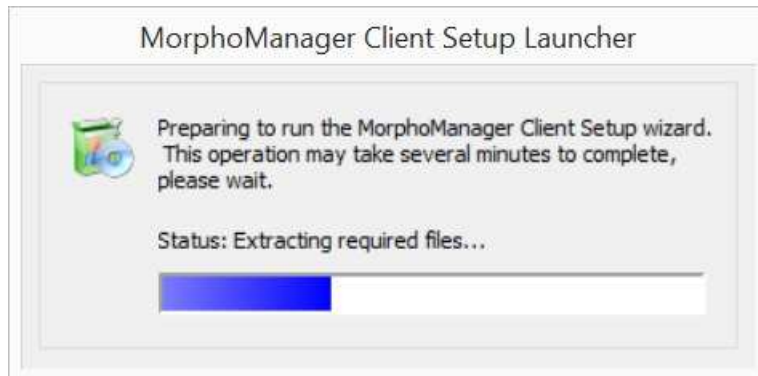 MorphoManager Client Setup Launcher
Preparing to run the MorphoManager Client Setup wizard.
This operation may take several minutes to complete,
please wait.
Status: Extracting required files...